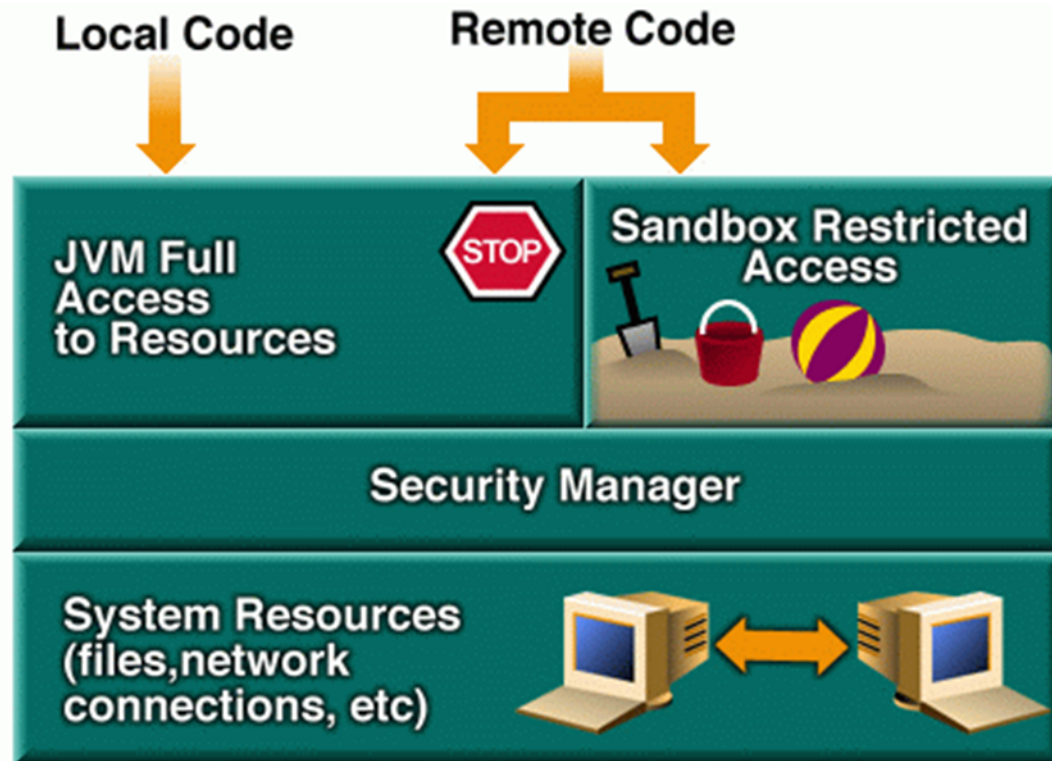 Local Code
Remote Code
JVM Full
Access
to Resources
STOP
Sandbox Restricted
Access
Security Manager
System Resources
(files,network
connections, etc)